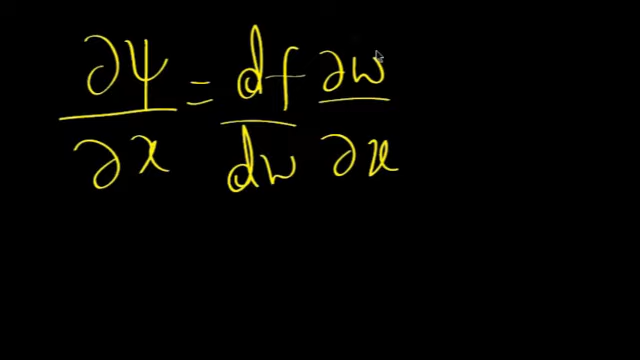 ∂ψ/∂x = df/dw ∂w/∂x